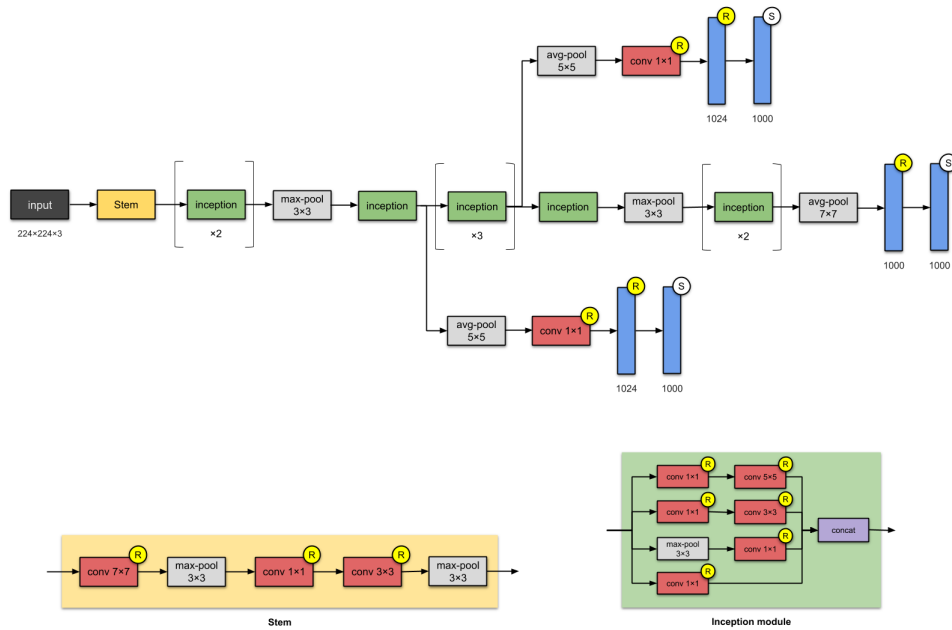 R
S
avg-pool
5×5
conv 1×1
1024
1000
R
S
input
Stem
inception
max-pool
3×3
inception
inception
inception
max-pool
3×3
inception
avg-pool
7×7
224×224×3
×2
×3
×2
1000
1000
R
R
S
avg-pool
5×5
conv 1×1
1024
1000
R
R
conv 1×1
conv 5×5
R
R
conv 1×1
conv 3×3
concat
R
max-pool
3×3
conv 1×1
R
conv 1×1
R
R
R
conv 7×7
max-pool
3×3
conv 1×1
conv 3×3
max-pool
3×3
Stem
Inception module
R